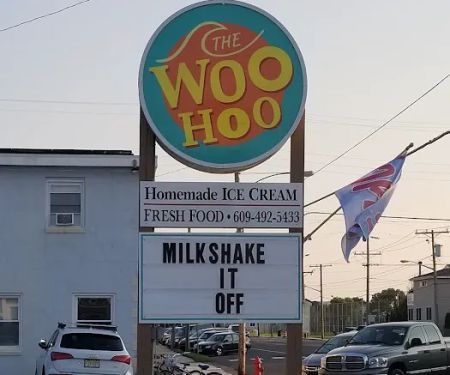 THE
WOO
HOO
Homemade ICE CREAM
FRESH FOOD • 609-492-5433
MILKSHAKE
IT
OFF